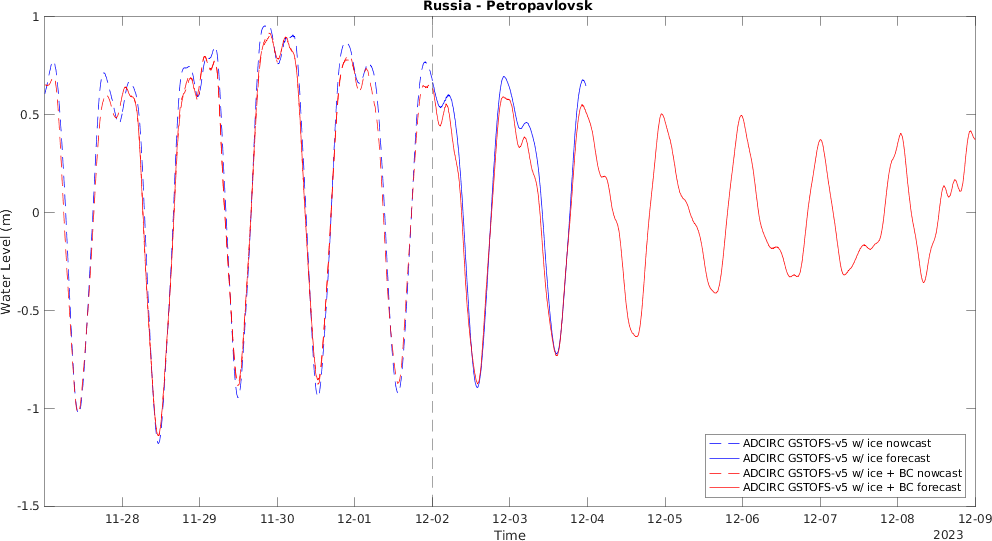 Russia - Petropavlovsk
1
0.5
0
-0.5
-1
-1.5
Water Level (m)
ADCIRC GSTOFS-v5 w/ ice nowcast
ADCIRC GSTOFS-v5 w/ ice forecast
ADCIRC GSTOFS-v5 w/ ice + BC nowcast
ADCIRC GSTOFS-v5 w/ ice + BC forecast
11-28 11-29 11-30 12-01 12-02 12-03 12-04 12-05 12-06 12-07 12-08 12-09
Time
2023